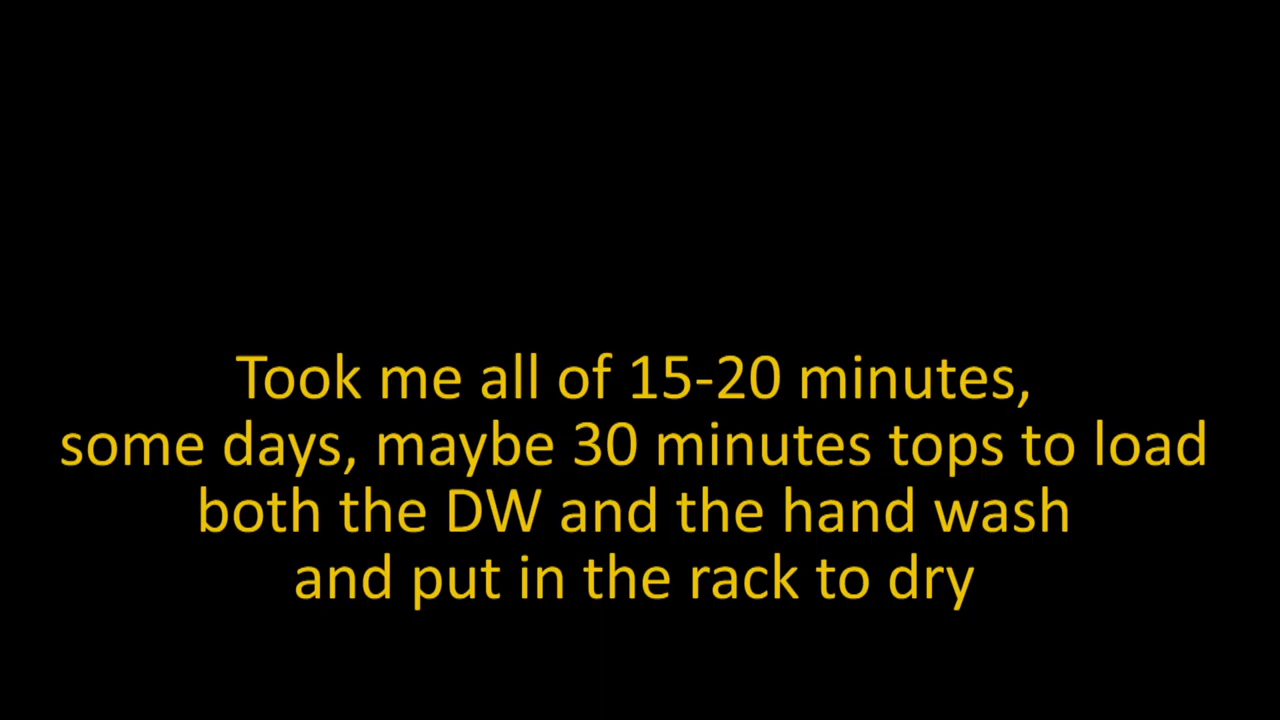 Took me all of 15-20 minutes,
some days, maybe 30 minutes tops to load
both the DW and the hand wash
and put in the rack to dry